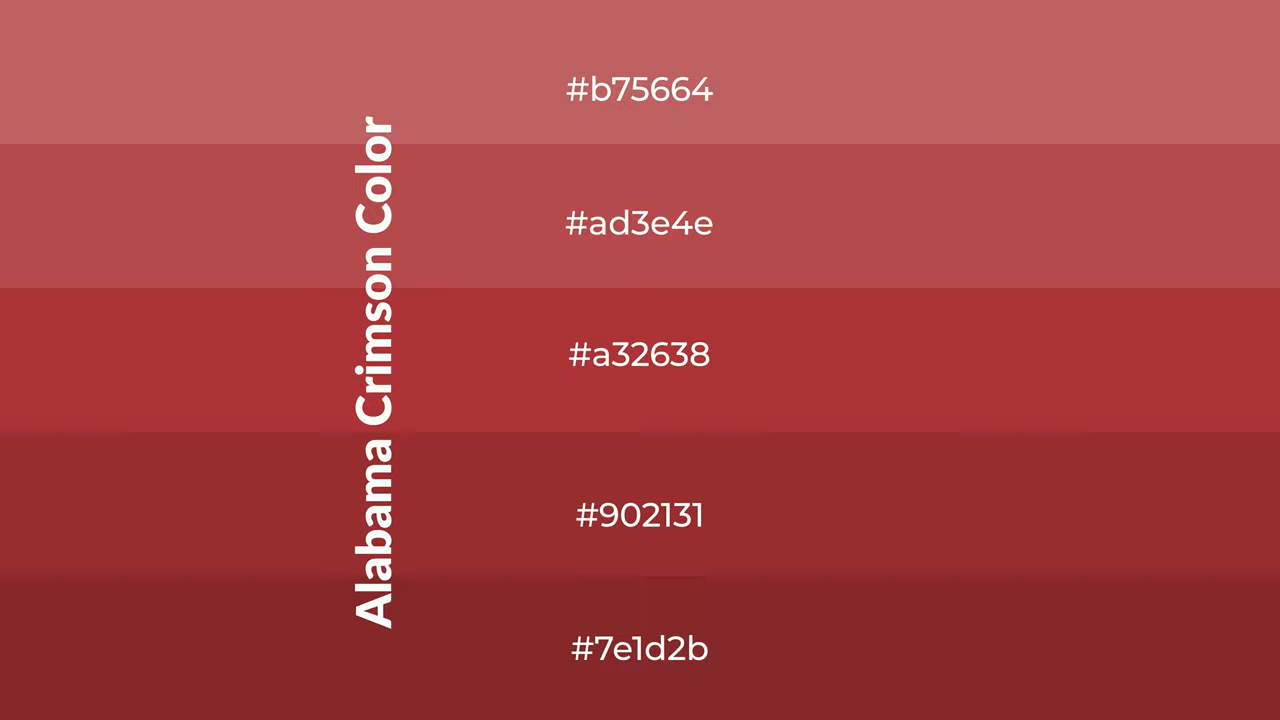 Alabama Crimson Color
#b75664
#ad3e4e
#a32638
#902131
#7e1d2b